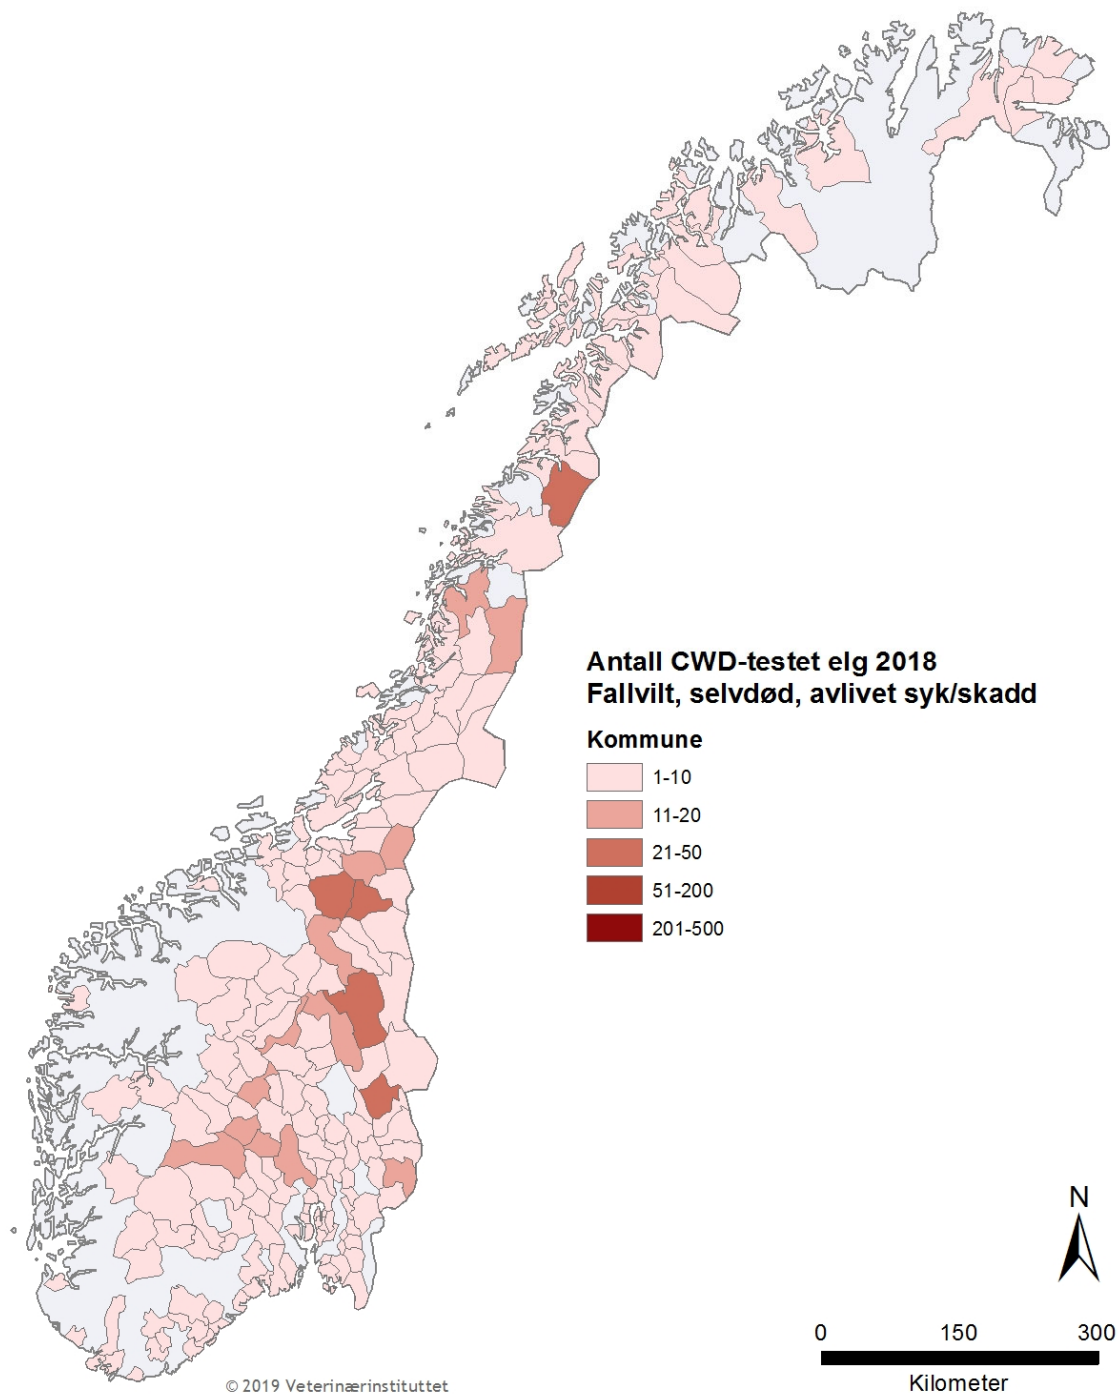 Antall CWD-testet elg 2018
Fallvilt, selvdød, avlivet syk/skadd
Kommune
1-10
11-20
21-50
51-200
201-500
N
0 150 300
Kilometer
© 2019 Veterinærinstituttet